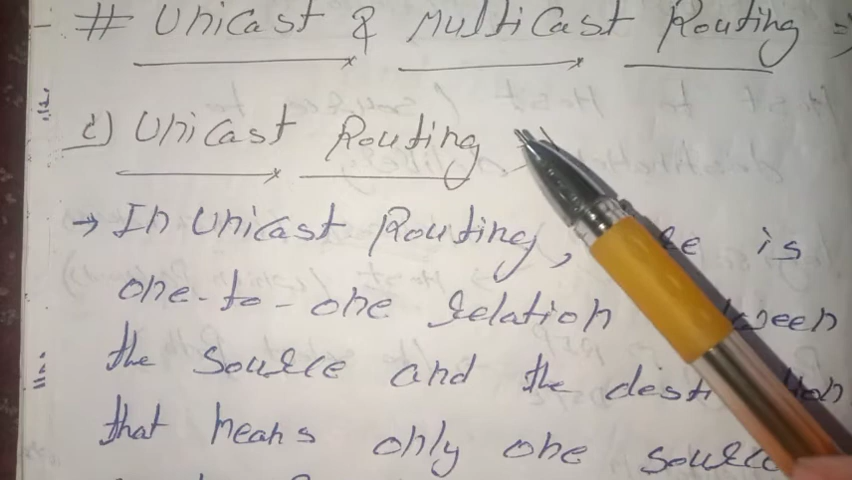 # Unicast & Multicast Routing =>
i) Unicast Routing
→ In Unicast Routing, is
one-to-one relation
the source and the
that means only one source